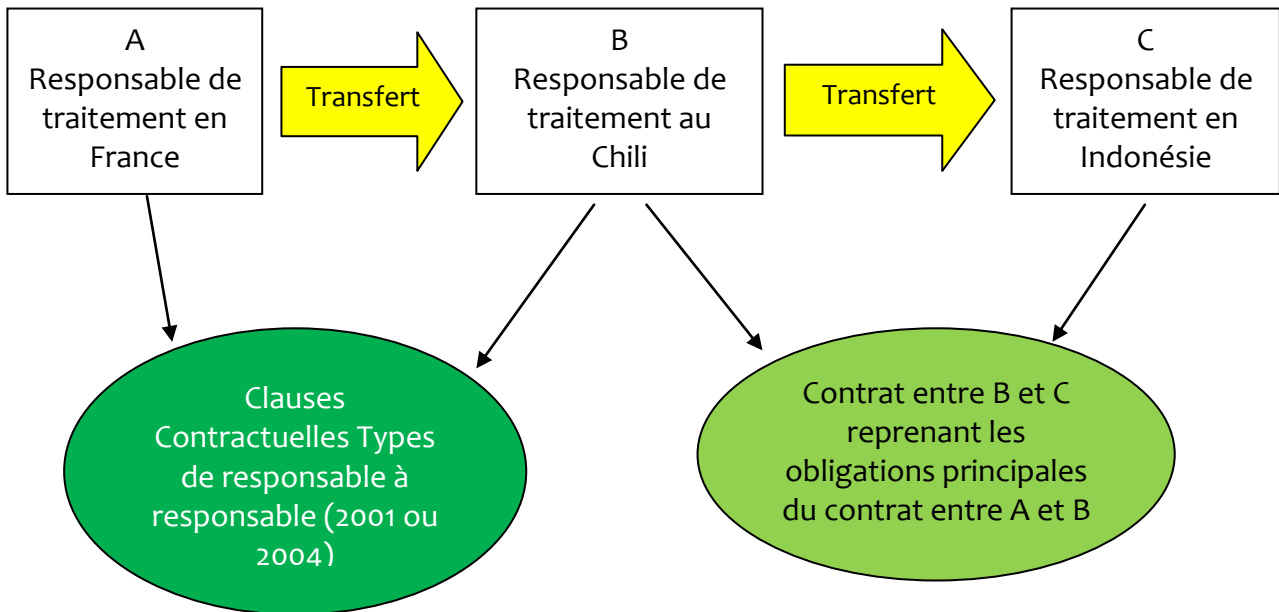 A
Responsable de
traitement en
France
Transfert
B
Responsable de
traitement au
Chili
Transfert
C
Responsable de
traitement en
Indonésie
Clauses
Contractuelles Types
de responsable à
responsable (2001 ou
2004)
Contrat entre B et C
reprenant les
obligations principales
du contrat entre A et B